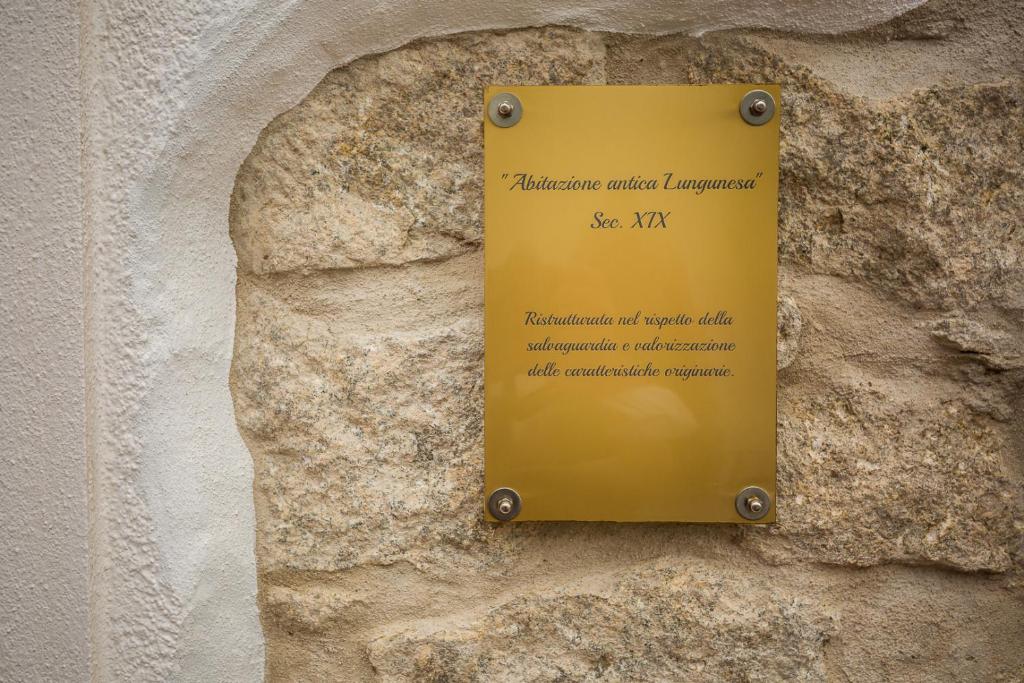 "Abitazione antica Lungunesa"
Sec. XIX
Ristrutturata nel rispetto della
salvaguardia e valorizzazione
delle caratteristiche originarie.